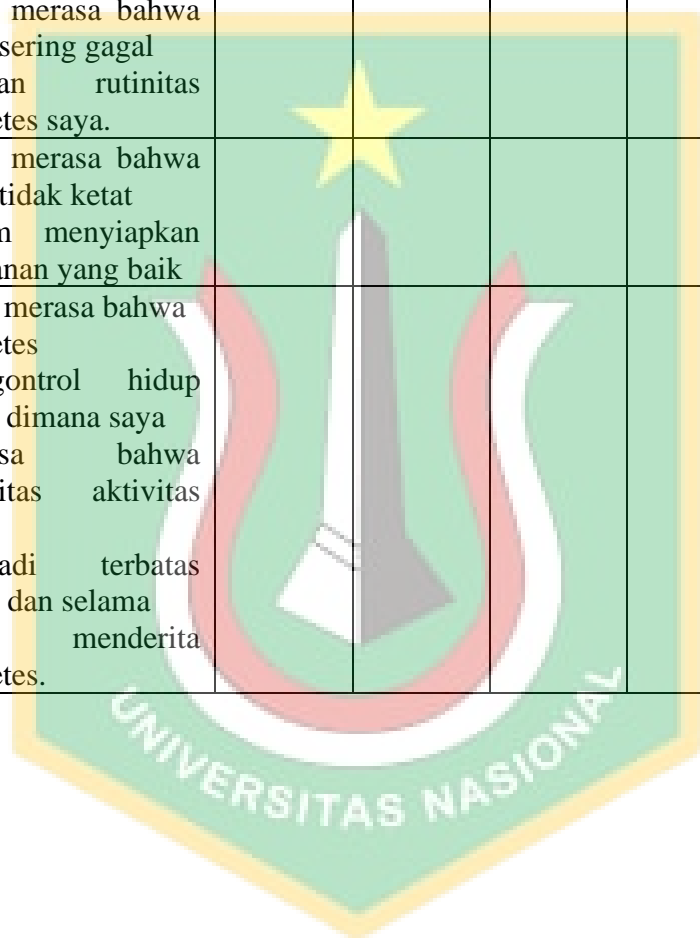 merasa bahwa
sering gagal
an rutinitas
etes saya.
merasa bahwa
tidak ketat
m menyiapkan
anan yang baik
merasa bahwa
etes
gontrol hidup
dimana saya
sa bahwa
itas aktivitas
adi terbatas
dan selama
menderita
etes.
UNIVERSITAS NASIONAL